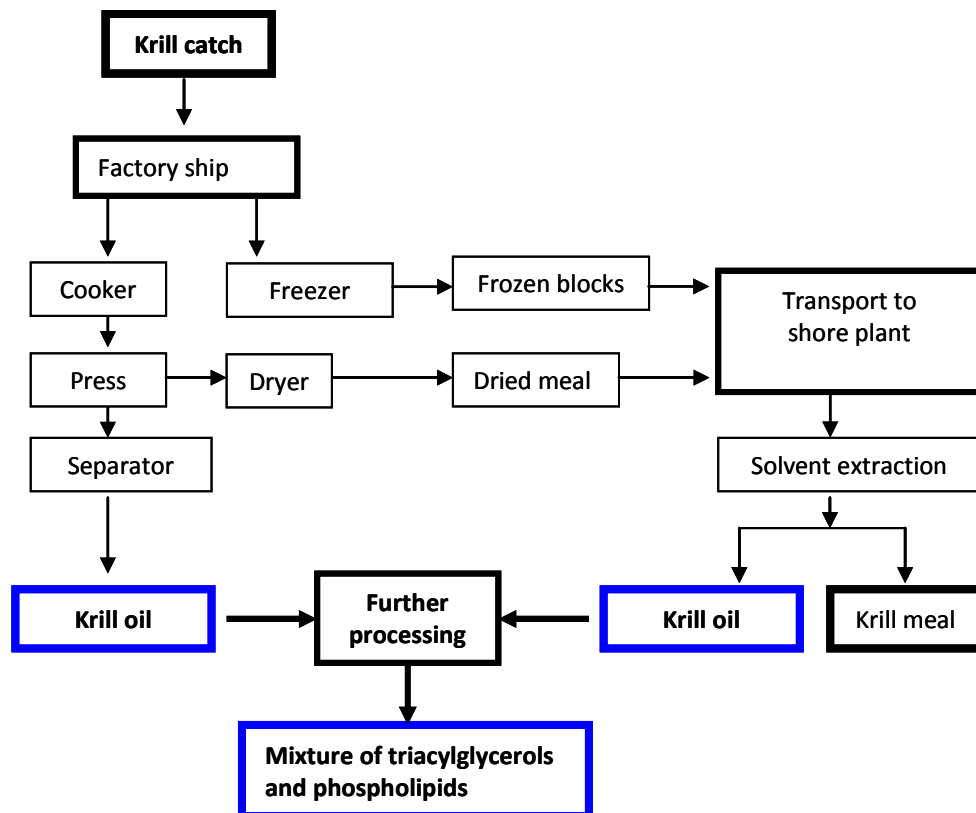 Krill catch
Factory ship
Cooker
Freezer
Frozen blocks
Transport to
shore plant
Press
Dryer
Dried meal
Separator
Solvent extraction
Krill oil
Further
processing
Krill oil
Krill meal
Mixture of triacylglycerols
and phospholipids